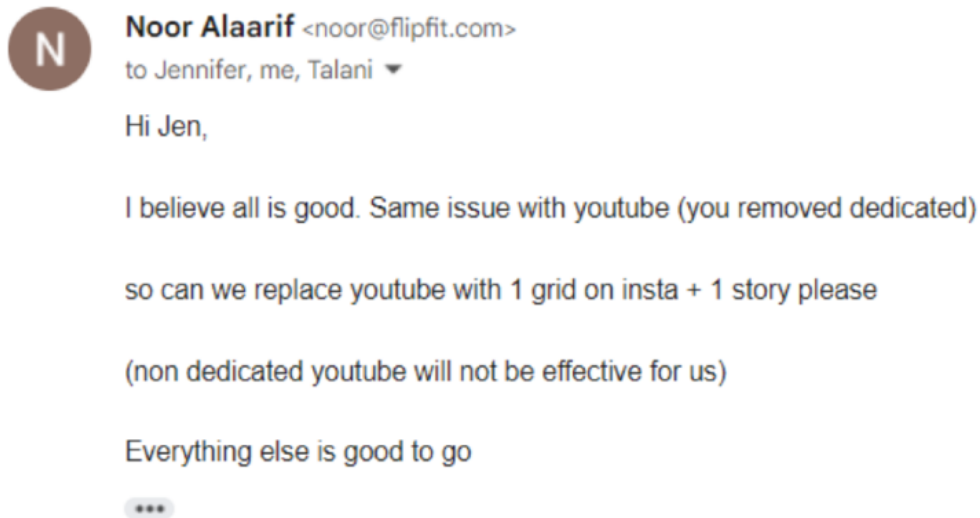 N
Noor Alaarif <noor@flipfit.com>
to Jennifer, me, Talani
Hi Jen,
I believe all is good. Same issue with youtube (you removed dedicated)
so can we replace youtube with 1 grid on insta + 1 story please
(non dedicated youtube will not be effective for us)
Everything else is good to go